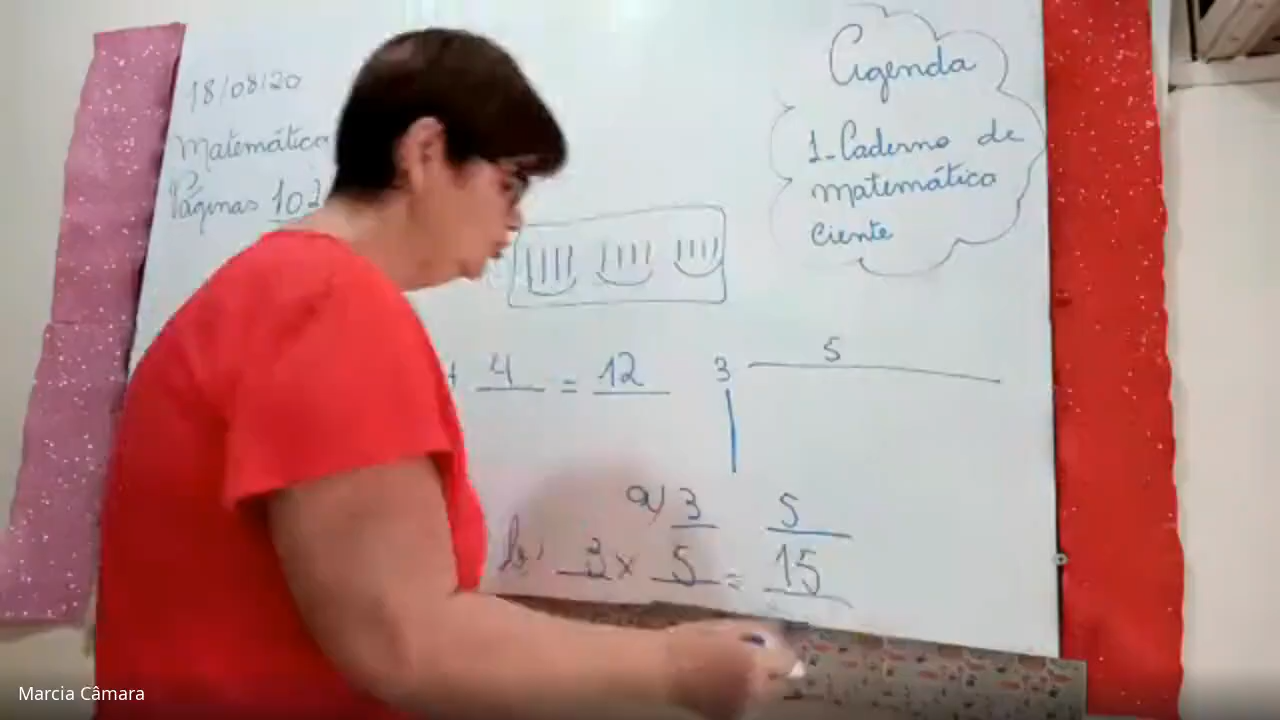 18/08/20
Matemática
Páginas 102
Agenda
1-Caderno de
matemática
Ciente
+ 4 = 12
3
5
a) 3 5
b) 3 x 5 = 15
Marcia Câmara